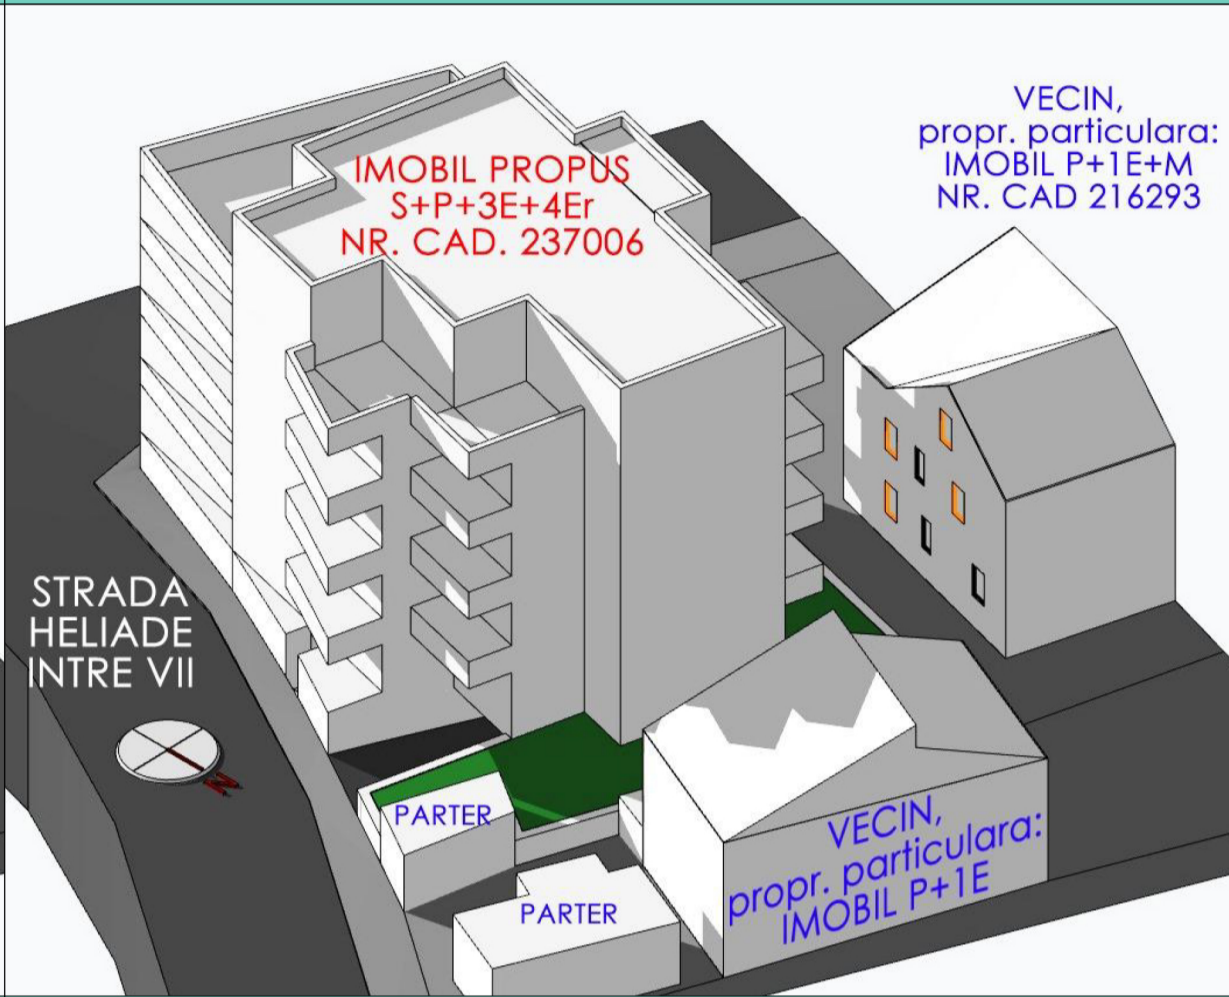 VECIN,
propr. particulara:
IMOBIL P+1E+M
NR. CAD 216293
IMOBIL PROPUS
S+P+3E+4Er
NR. CAD. 237006
STRADA
HELIADE
INTRE VII
N
PARTER
PARTER
VECIN,
propr. particulara:
IMOBIL P+1E